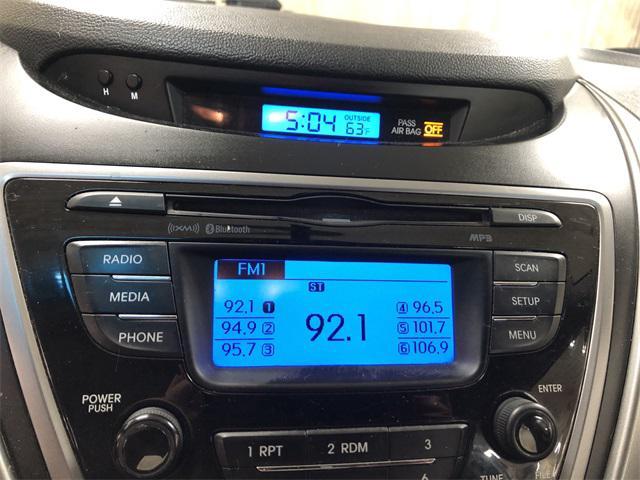 H M
5:04 OUTSIDE 63°F
PASS AIR BAG OFF
DISP
((XM)) Bluetooth MP3
RADIO
MEDIA
PHONE
FM1
ST
92.1 1
94.9 2
95.7 3
92.1
4 96.5
5 101.7
6 106.9
SCAN
SETUP
MENU
POWER
PUSH
ENTER
1 RPT 2 RDM 3
6
TUNE FILE